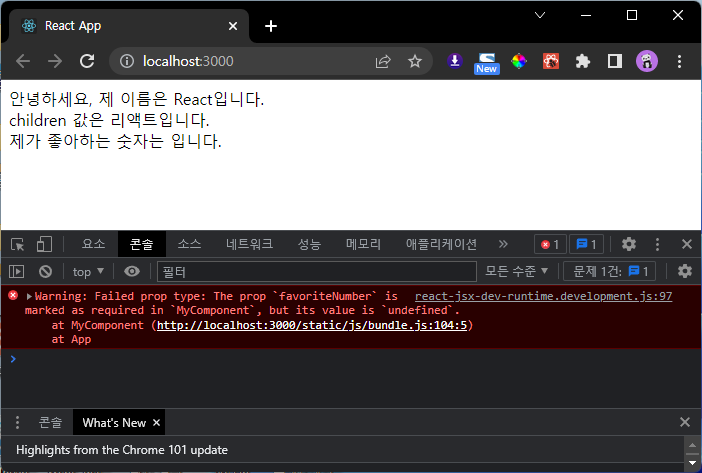 React App
localhost:3000
New
안녕하세요, 제 이름은 React입니다.
children 값은 리액트입니다.
제가 좋아하는 숫자는 입니다.
요소 콘솔 소스 네트워크 성능 메모리 애플리케이션 1 1
top 필터 모든 수준 문제 1건: 1
Warning: Failed prop type: The prop `favoriteNumber` is react-jsx-dev-runtime.development.js:97
marked as required in `MyComponent`, but its value is `undefined`.
at MyComponent (http://localhost:3000/static/js/bundle.js:104:5)
at App
콘솔 What's New
Highlights from the Chrome 101 update